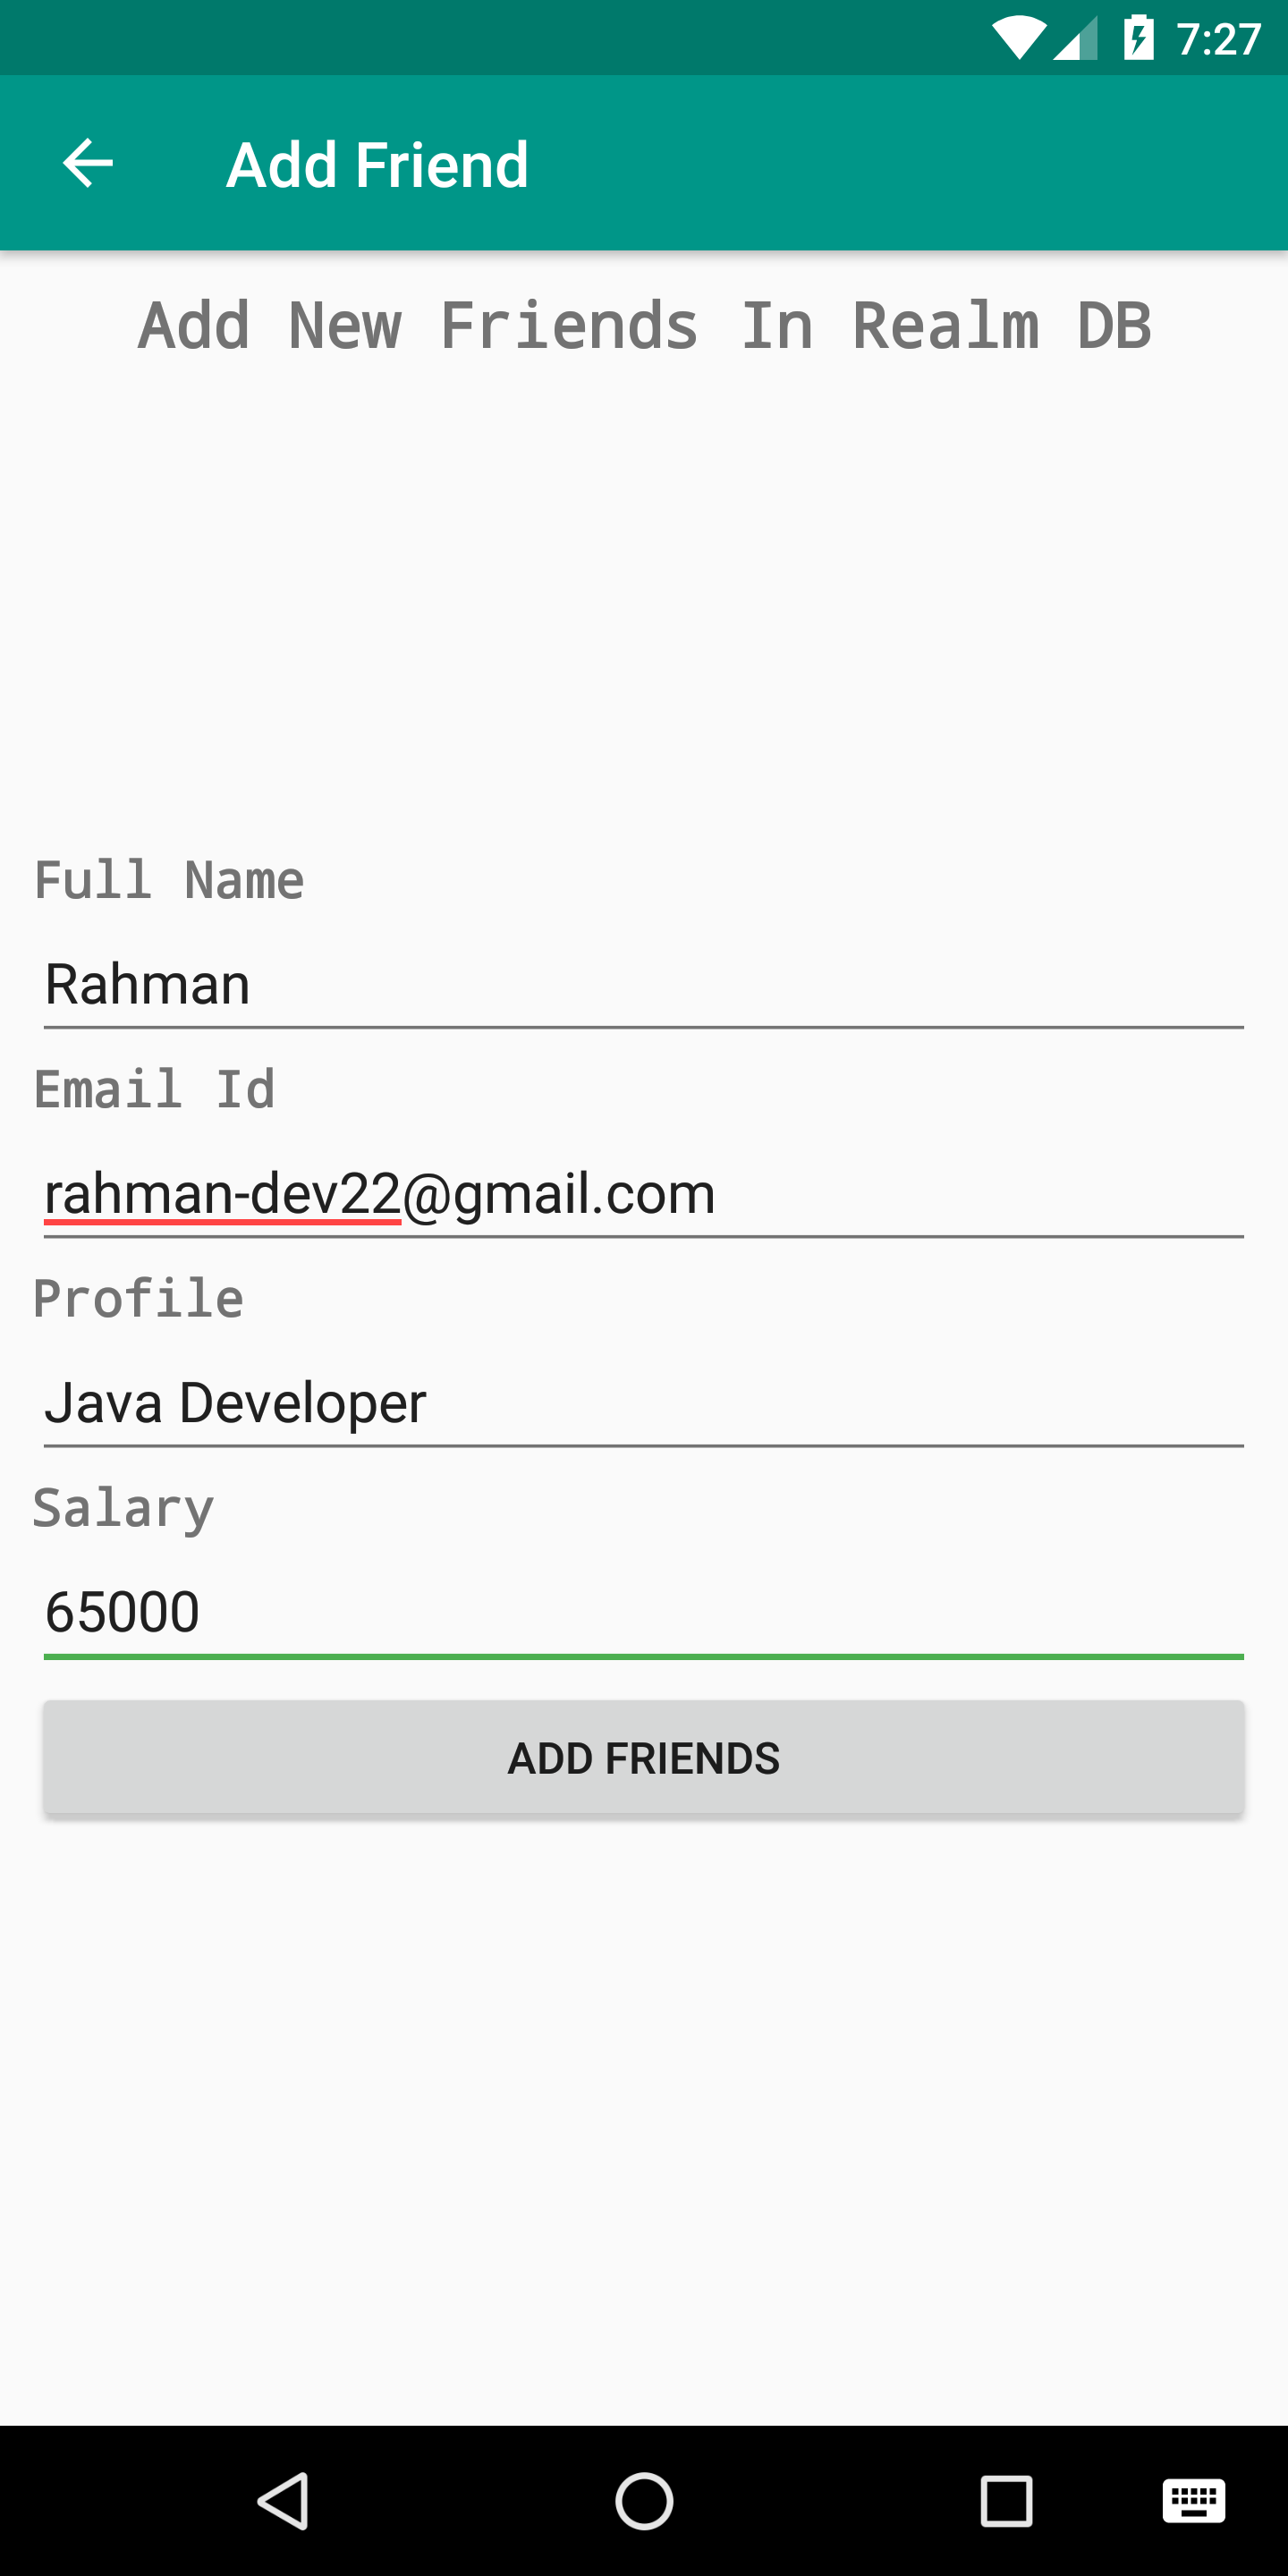 7:27
Add Friend
Add New Friends In Realm DB
Full Name
Rahman
Email Id
rahman-dev22@gmail.com
Profile
Java Developer
Salary
65000
ADD FRIENDS